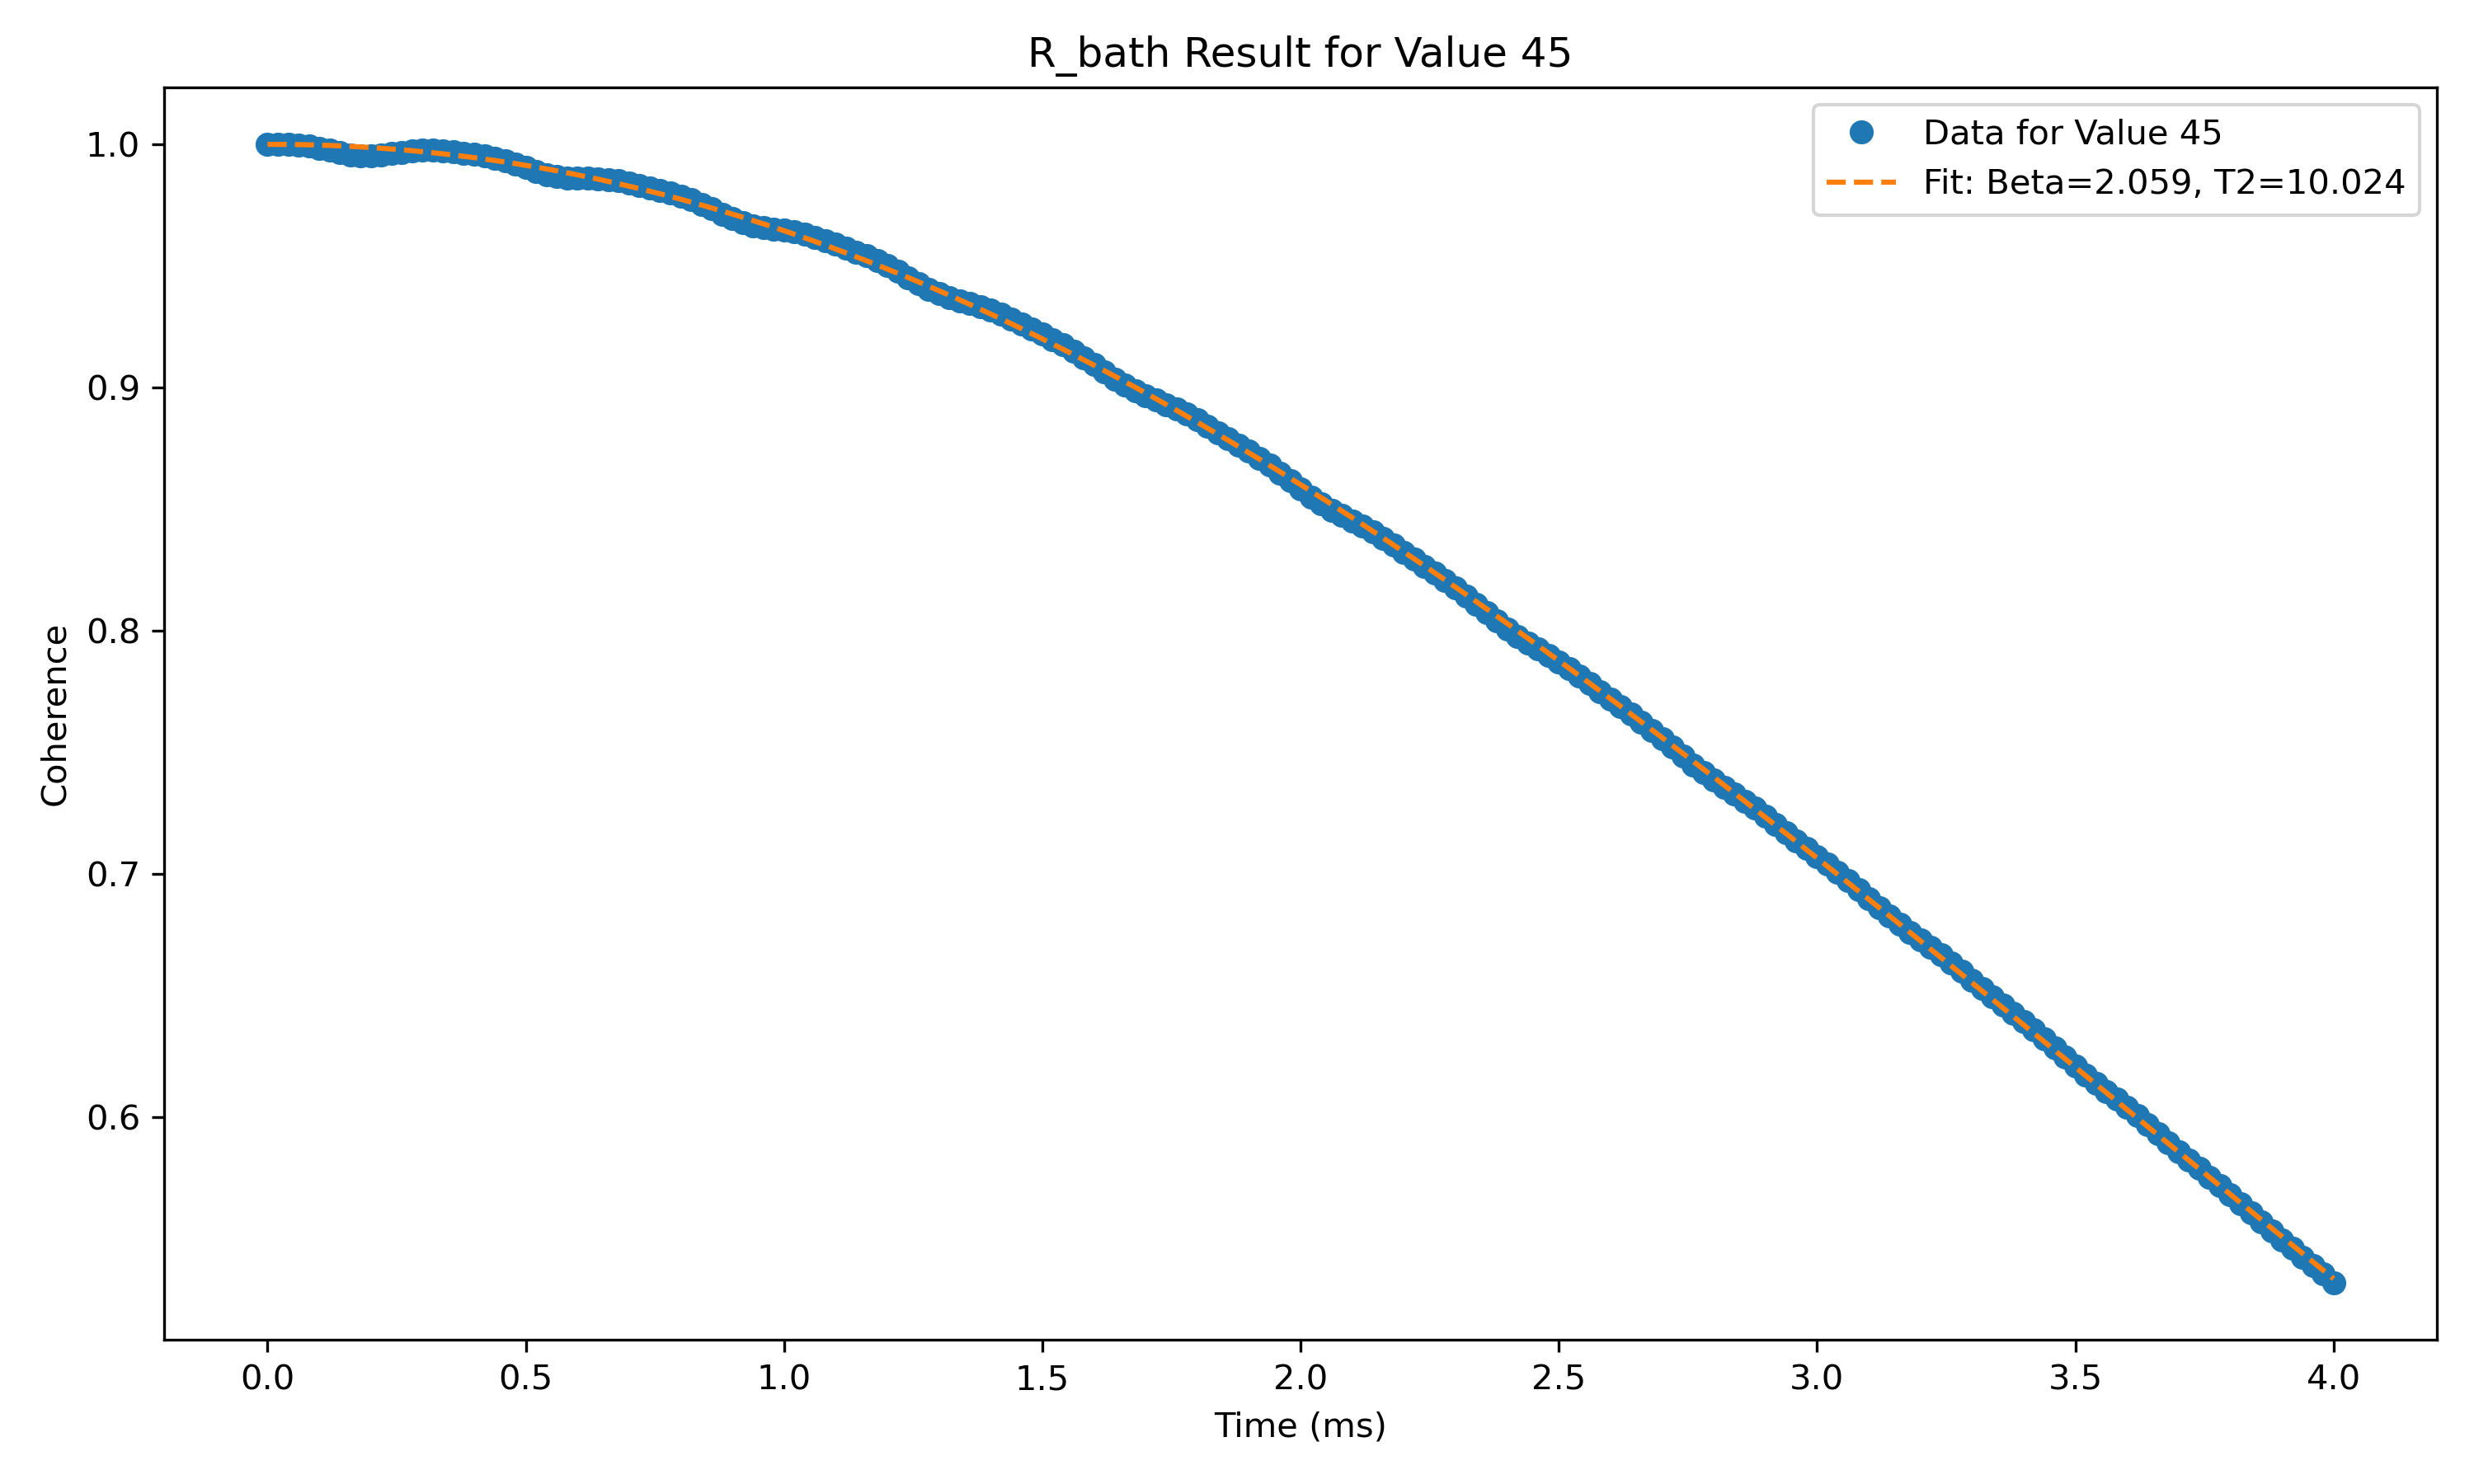 R_bath Result for Value 45
Data for Value 45
Fit: Beta=2.059, T2=10.024
1.0
0.9
0.8
0.7
0.6
Coherence
0.0 0.5 1.0 1.5 2.0 2.5 3.0 3.5 4.0
Time (ms)